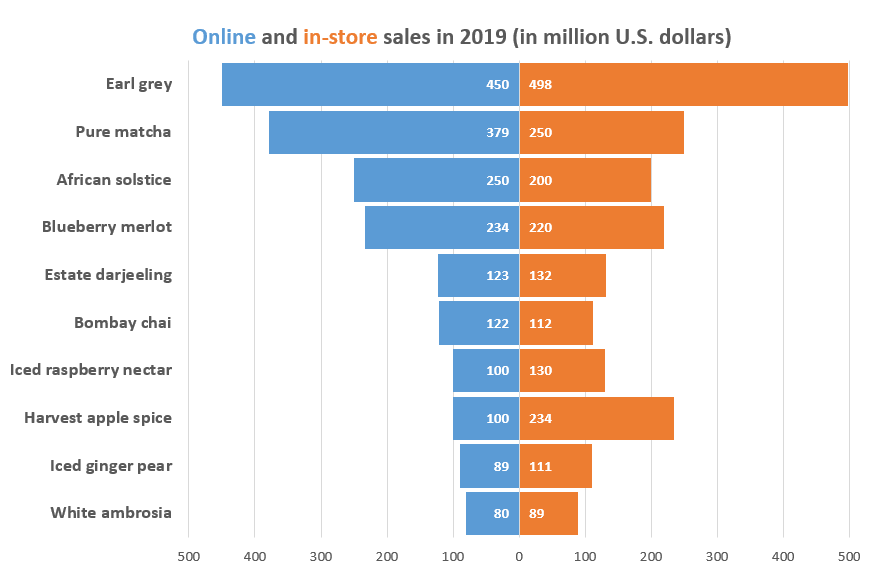 Online and in-store sales in 2019 (in million U.S. dollars)
Earl grey 450 498
Pure matcha 379 250
African solstice 250 200
Blueberry merlot 234 220
Estate darjeeling 123 132
Bombay chai 122 112
Iced raspberry nectar 100 130
Harvest apple spice 100 234
Iced ginger pear 89 111
White ambrosia 80 89
500 400 300 200 100 0 100 200 300 400 500